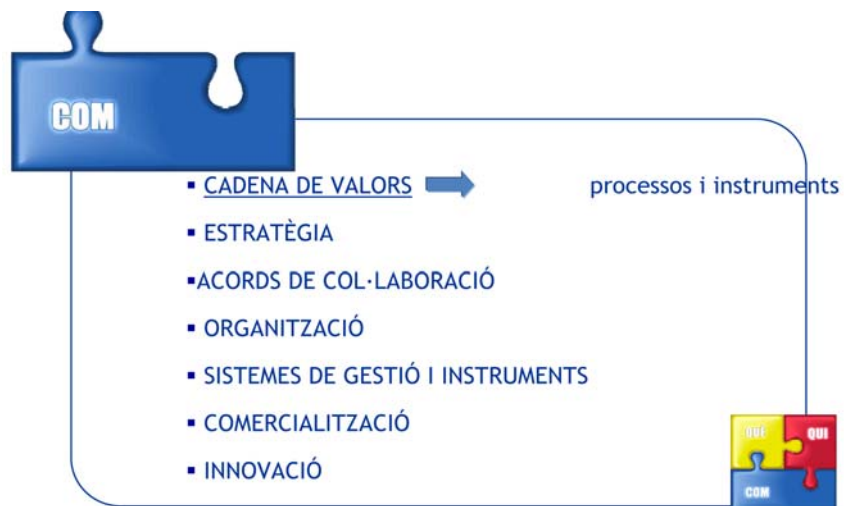 COM
▪ CADENA DE VALORS processos i instruments
▪ ESTRATÈGIA
▪ACORDS DE COL·LABORACIÓ
▪ ORGANITZACIÓ
▪ SISTEMES DE GESTIÓ I INSTRUMENTS
▪ COMERCIALITZACIÓ
▪ INNOVACIÓ
QUÈ QUI
COM